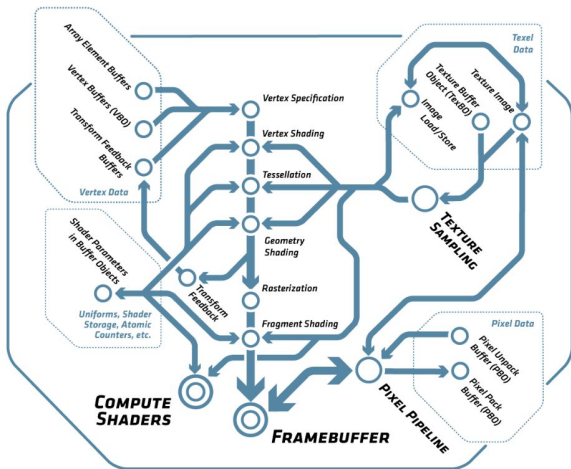 Array Element Buffers
Vertex Buffers (VBO)
Transform Feedback
Buffers
Vertex Data
Vertex Specification
Vertex Shading
Tessellation
Geometry
Shading
Rasterization
Fragment Shading
Texel
Data
Texture Buffer
Object (TexBO)
Texture Image
Image
Load/Store
Texture
Sampling
Shader Parameters
in Buffer Objects
Uniforms, Shader
Storage, Atomic
Counters, etc.
Transform
Feedback
Pixel Data
Pixel Unpack
Buffer (PBO)
Pixel Pack
Buffer (PBO)
Pixel Pipeline
Compute
Shaders
Framebuffer